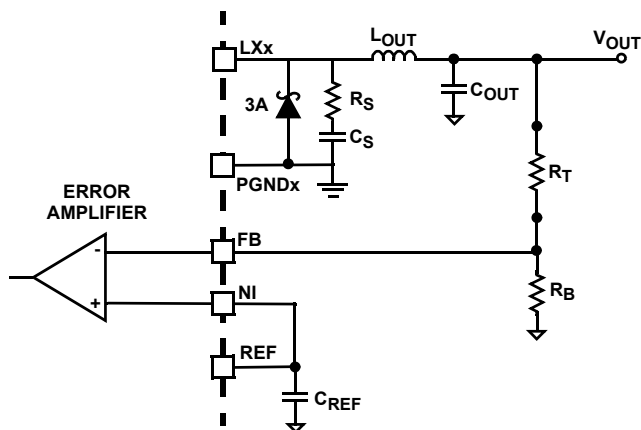 LXx
LOUT
VOUT
3A
RS
COUT
CS
PGNDx
RT
ERROR
AMPLIFIER
FB
-
+
NI
RB
REF
CREF